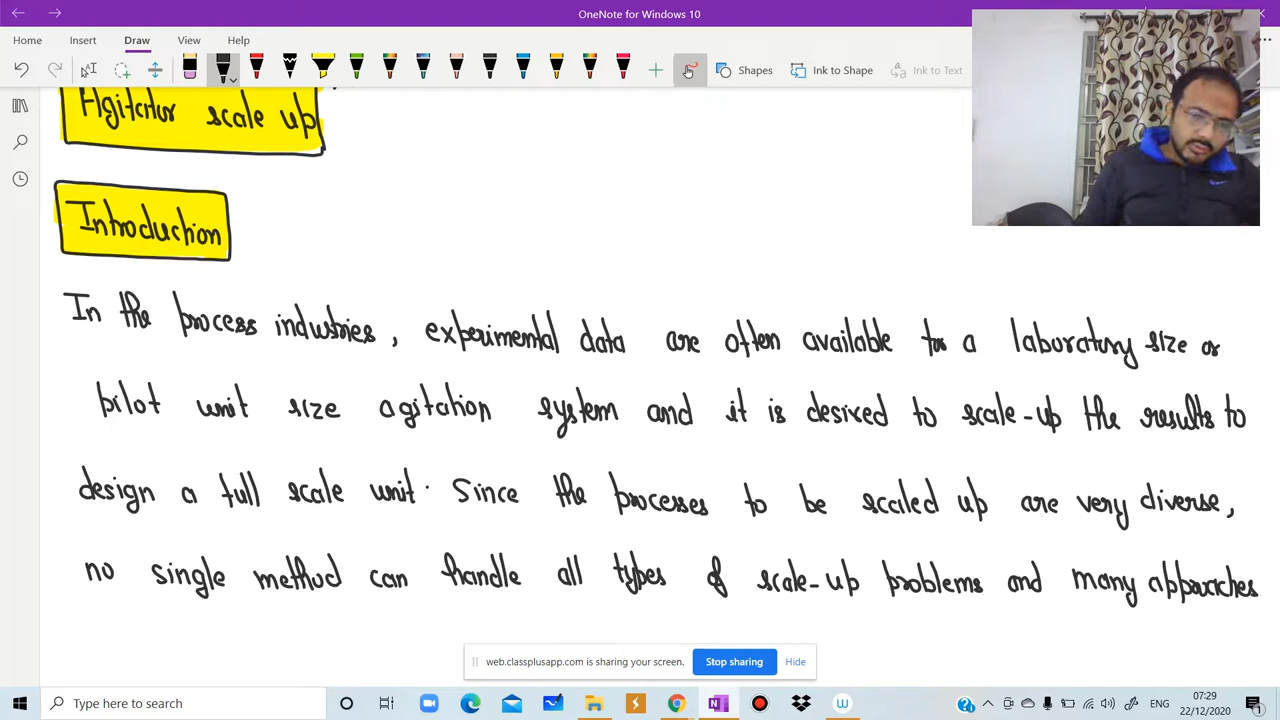 OneNote for Windows 10
Home Insert Draw View Help
Shapes Ink to Shape Ink to Text
Agitator scale up
Introduction
In the process industries, experimental data are often available for a laboratory size or
pilot unit size agitation system and it is desired to scale-up the results to
design a full scale unit. Since the processes to be scaled up are very diverse,
no single method can handle all types of scale-up problems and many approaches
web.classplusapp.com is sharing your screen. Stop sharing Hide
Type here to search
ENG
07:29
22/12/2020